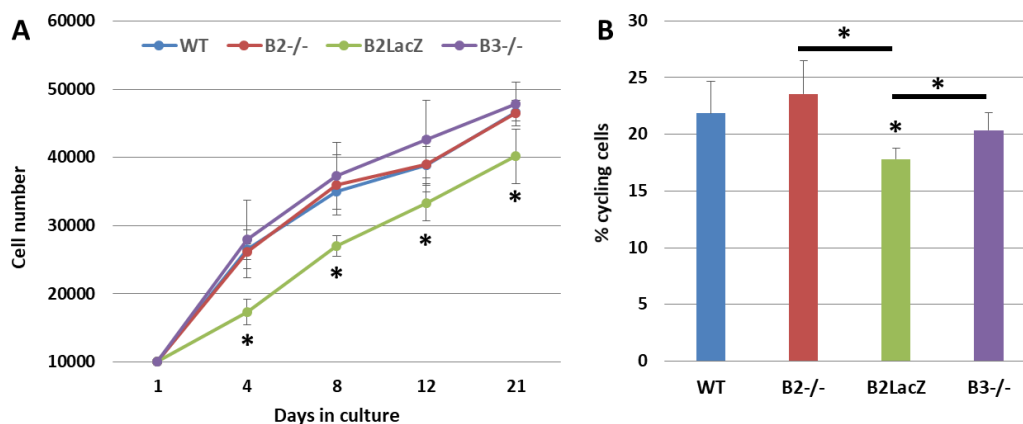 A
60000
WT B2-/- B2LacZ B3-/-
50000
40000
30000
20000
10000
Cell number
* * * *
1 4 8 12 21
Days in culture
B
30
25
20
15
10
5
0
% cycling cells
*
*
*
WT B2-/- B2LacZ B3-/-